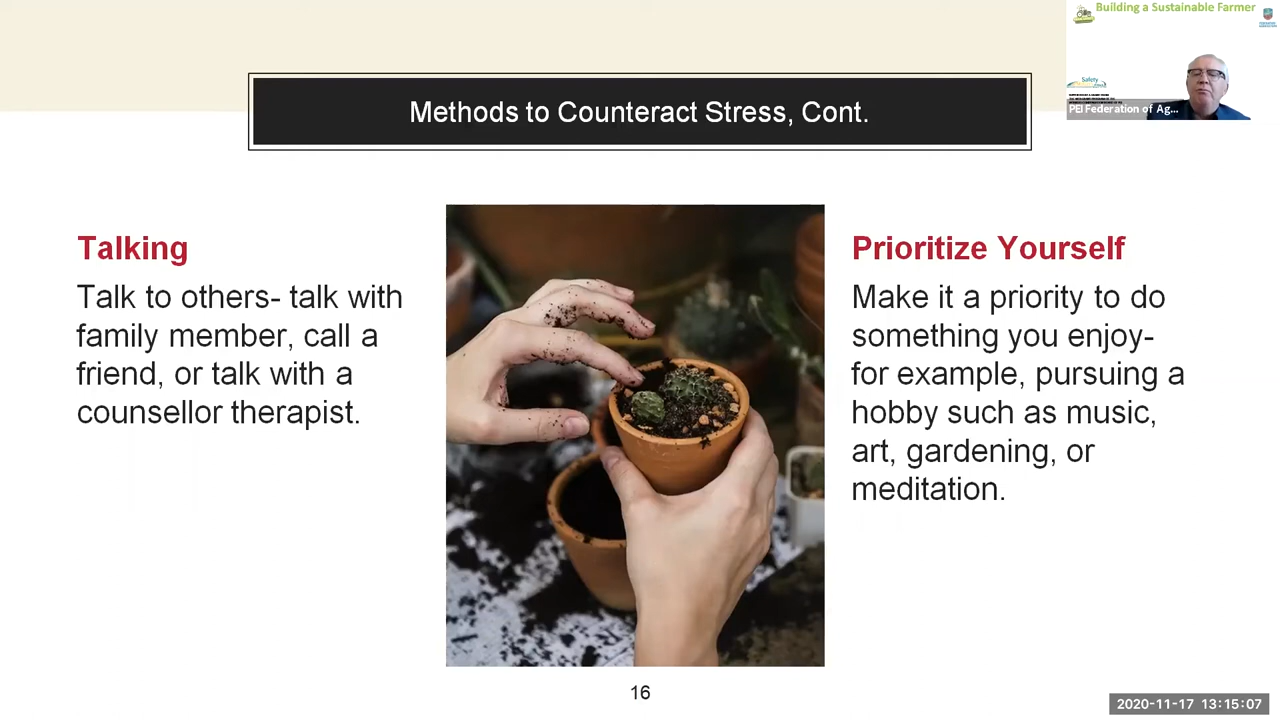 Building a Sustainable Farmer
Safety
PEI Federation of Ag...
Methods to Counteract Stress, Cont.
Talking
Talk to others- talk with
family member, call a
friend, or talk with a
counsellor therapist.
Prioritize Yourself
Make it a priority to do
something you enjoy-
for example, pursuing a
hobby such as music,
art, gardening, or
meditation.
16
2020-11-17 13:15:07